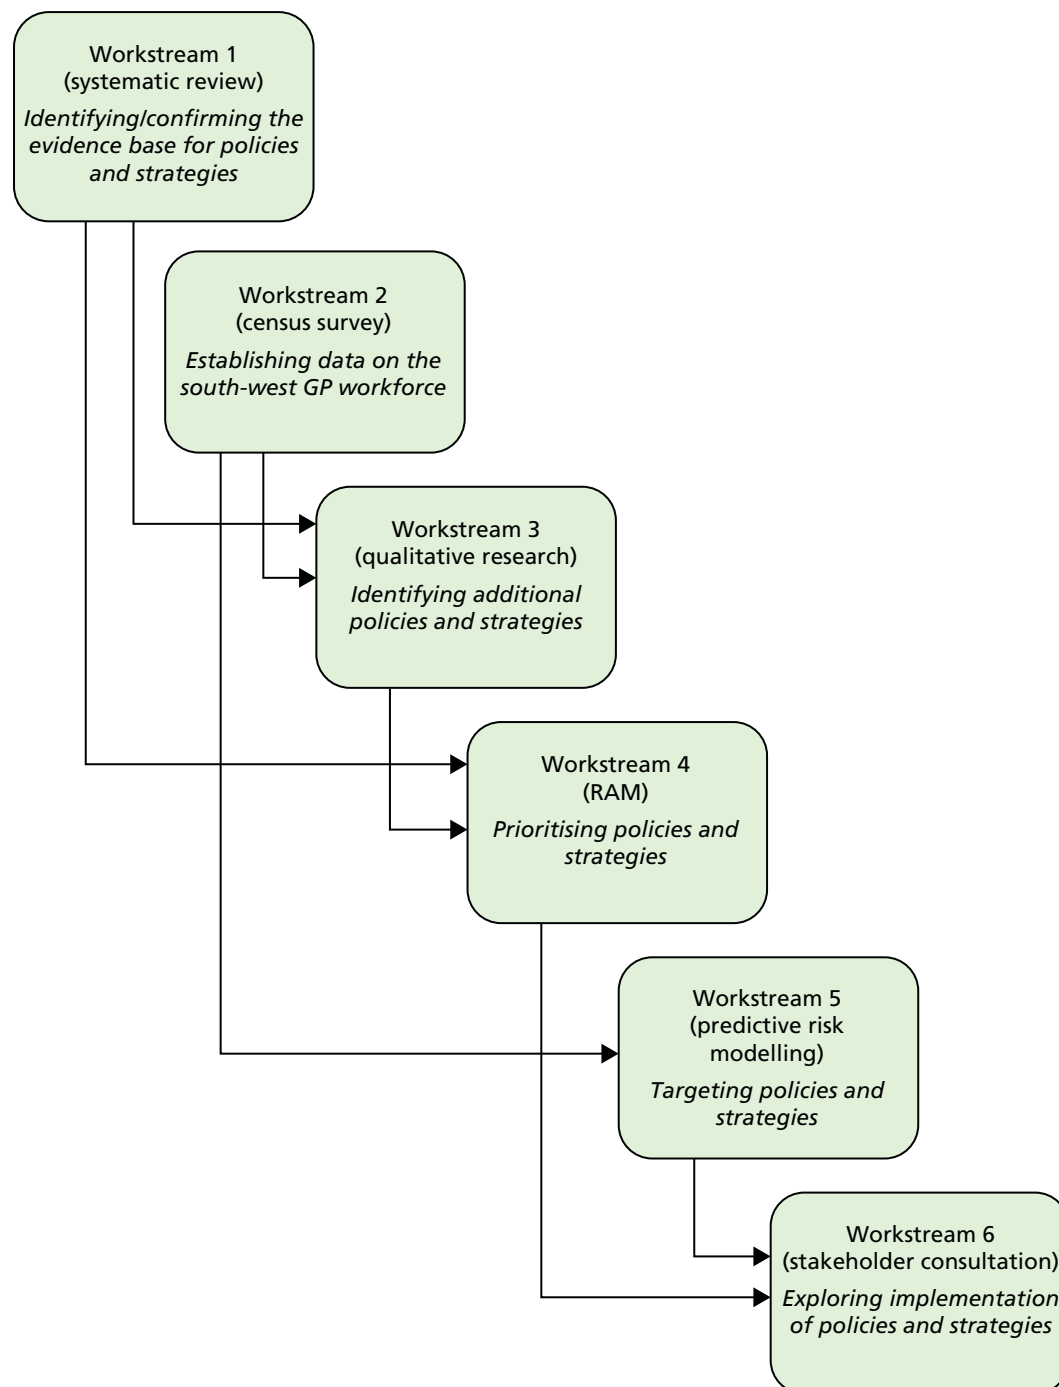 Workstream 1
(systematic review)
Identifying/confirming the
evidence base for policies
and strategies
Workstream 2
(census survey)
Establishing data on the
south-west GP workforce
Workstream 3
(qualitative research)
Identifying additional
policies and strategies
Workstream 4
(RAM)
Prioritising policies and
strategies
Workstream 5
(predictive risk
modelling)
Targeting policies and
strategies
Workstream 6
(stakeholder consultation)
Exploring implementation
of policies and strategies